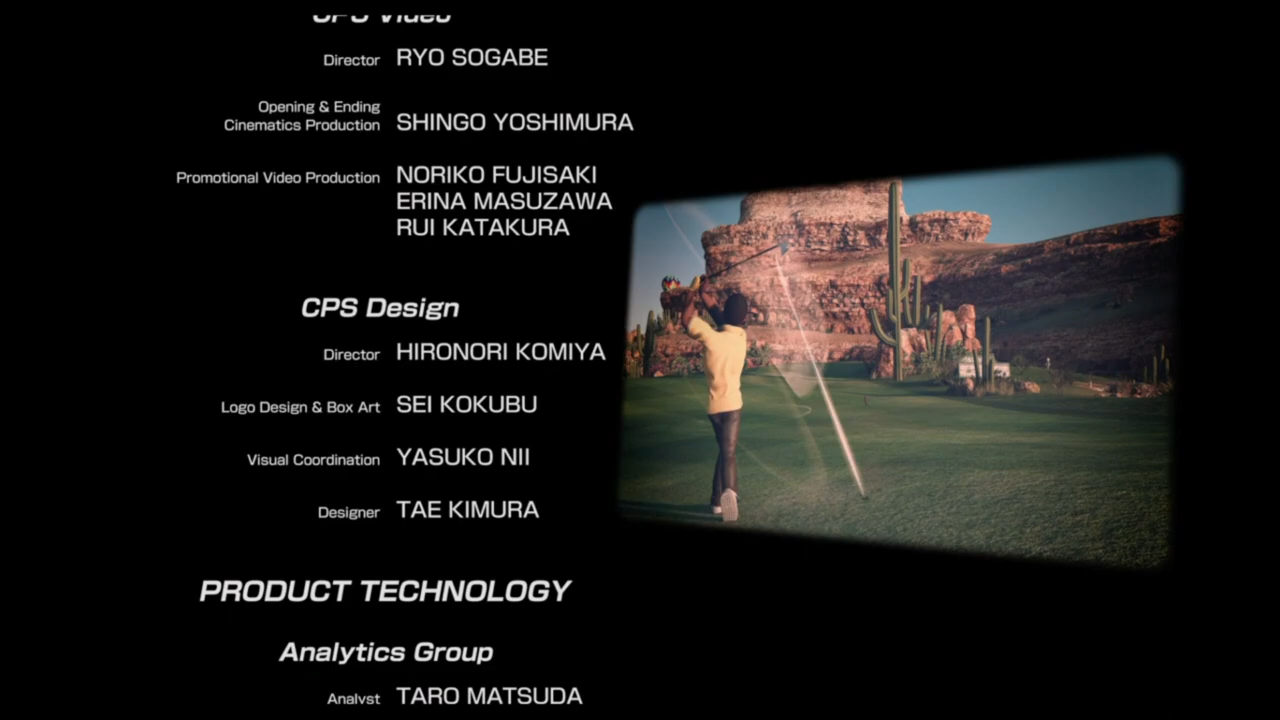 CPS Video
Director RYO SOGABE
Opening & Ending
Cinematics Production SHINGO YOSHIMURA
Promotional Video Production NORIKO FUJISAKI
ERINA MASUZAWA
RUI KATAKURA
CPS Design
Director HIRONORI KOMIYA
Logo Design & Box Art SEI KOKUBU
Visual Coordination YASUKO NII
Designer TAE KIMURA
PRODUCT TECHNOLOGY
Analytics Group
Analyst TARO MATSUDA